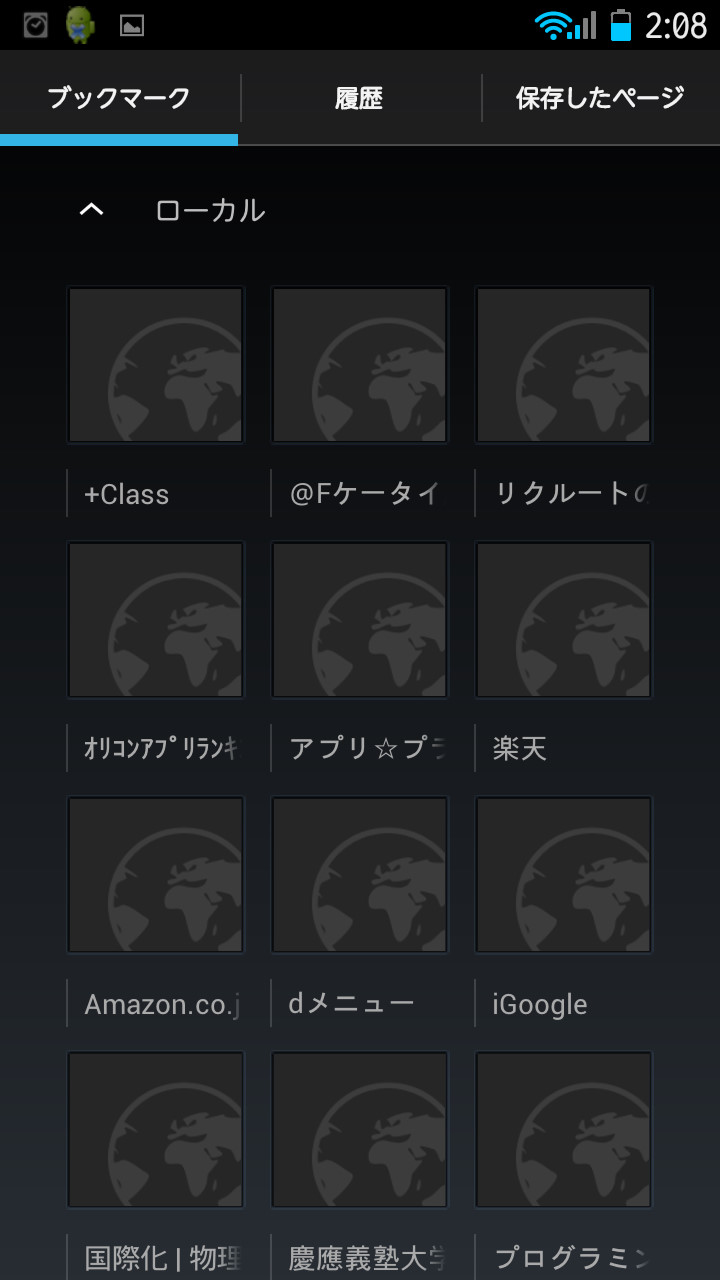 2:08
ブックマーク
履歴
保存したページ
ローカル
+Class
@Fケータイ
リクルートの
ｵﾘｺﾝｱﾌﾟﾘﾗﾝｷ
アプリ☆プラ
楽天
Amazon.co.j
dメニュー
iGoogle
国際化 | 物理
慶應義塾大学
プログラミン